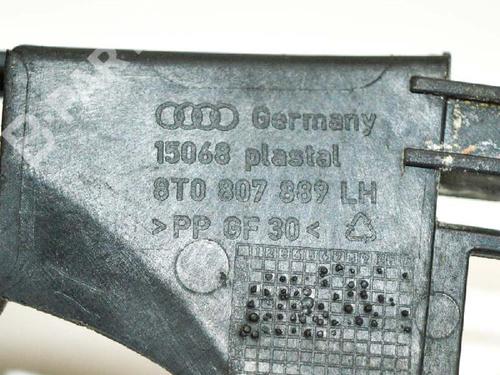 Germany
15068 plastal
8T0 807 889 LH
>PP GF 30<